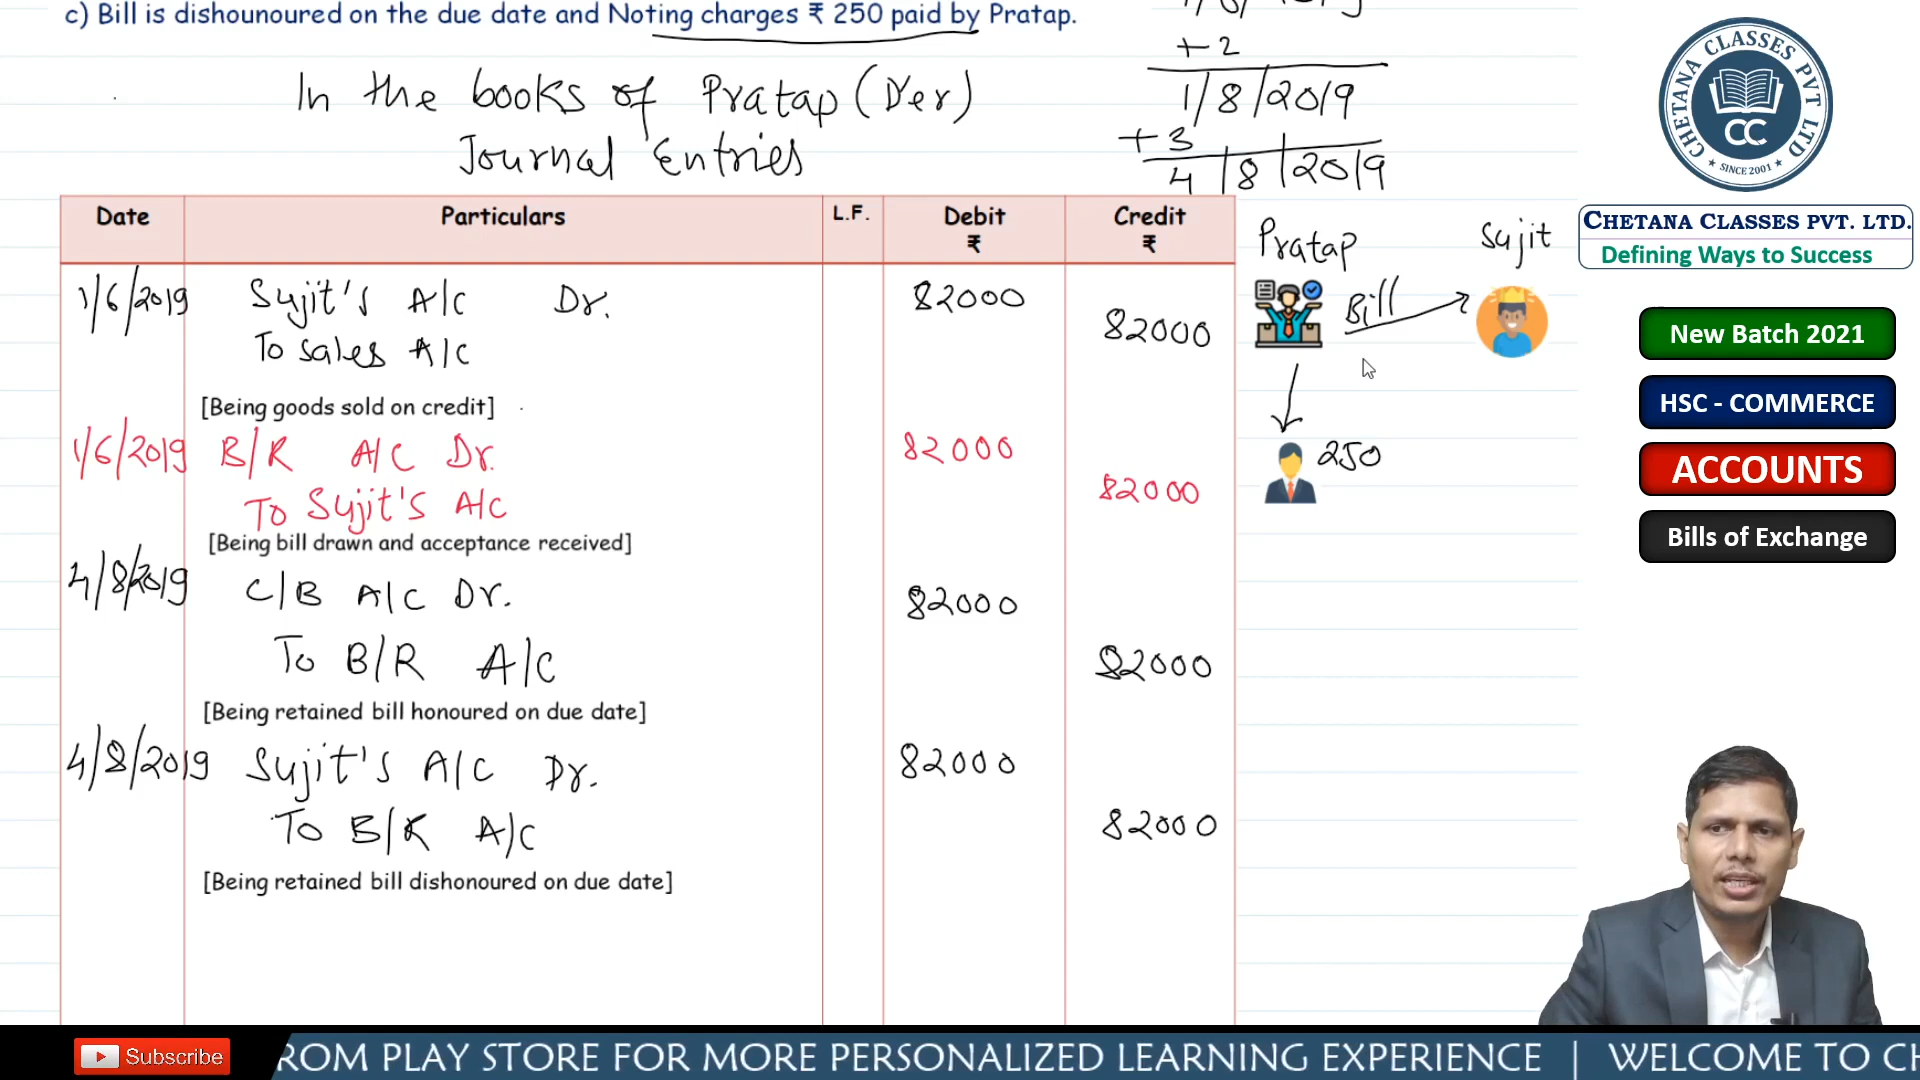 c) Bill is dishounoured on the due date and Noting charges ₹ 250 paid by Pratap.
+ 2
1/8/2019
+ 3
4/8/2019
In the books of Pratap (D'er)
Journal Entries
Date Particulars L.F. Debit ₹ Credit ₹
1/6/2019 Sujit's A/C Dr. 82000
To Sales A/C 82000
[Being goods sold on credit]
1/6/2019 B/R A/C Dr. 82000
To Sujit's A/C 82000
[Being bill drawn and acceptance received]
4/8/2019 C/B A/C Dr. 82000
To B/R A/C 82000
[Being retained bill honoured on due date]
4/8/2019 Sujit's A/C Dr. 82000
To B/R A/C 82000
[Being retained bill dishonoured on due date]
Pratap Sujit
Bill
250
CHETANA CLASSES PVT LTD
CC
SINCE 2001
CHETANA CLASSES PVT. LTD.
Defining Ways to Success
New Batch 2021
HSC - COMMERCE
ACCOUNTS
Bills of Exchange
Subscribe
ROM PLAY STORE FOR MORE PERSONALIZED LEARNING EXPERIENCE | WELCOME TO CH